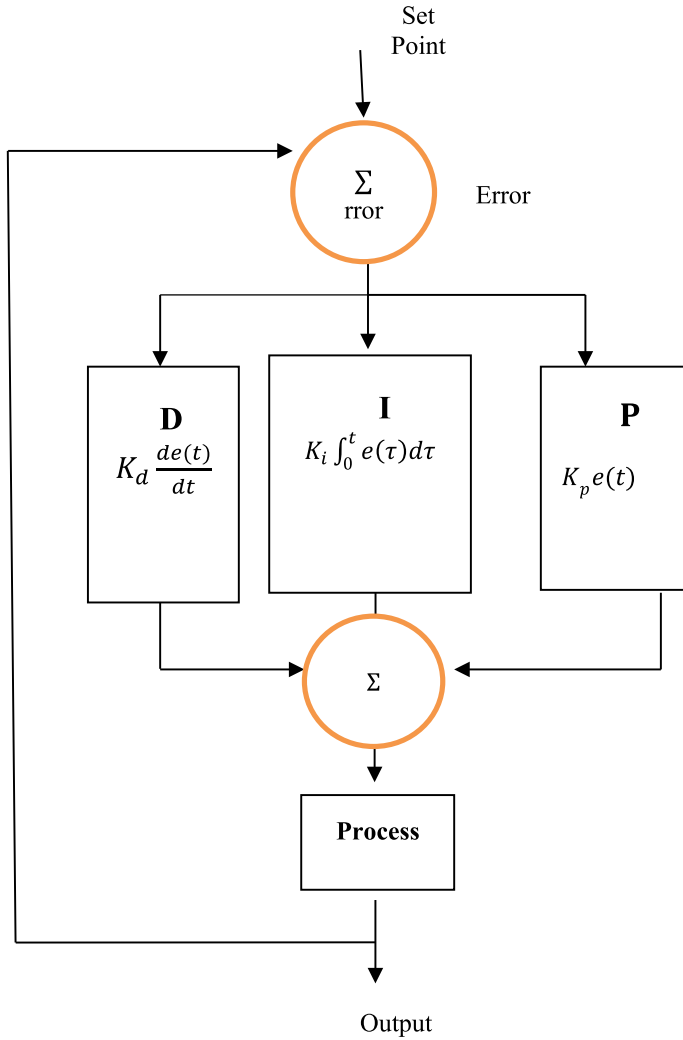 Set
Point
Σ
rror
Error
D
K_d de(t)/dt
I
K_i ∫_0^t e(τ)dτ
P
K_p e(t)
Σ
Process
Output